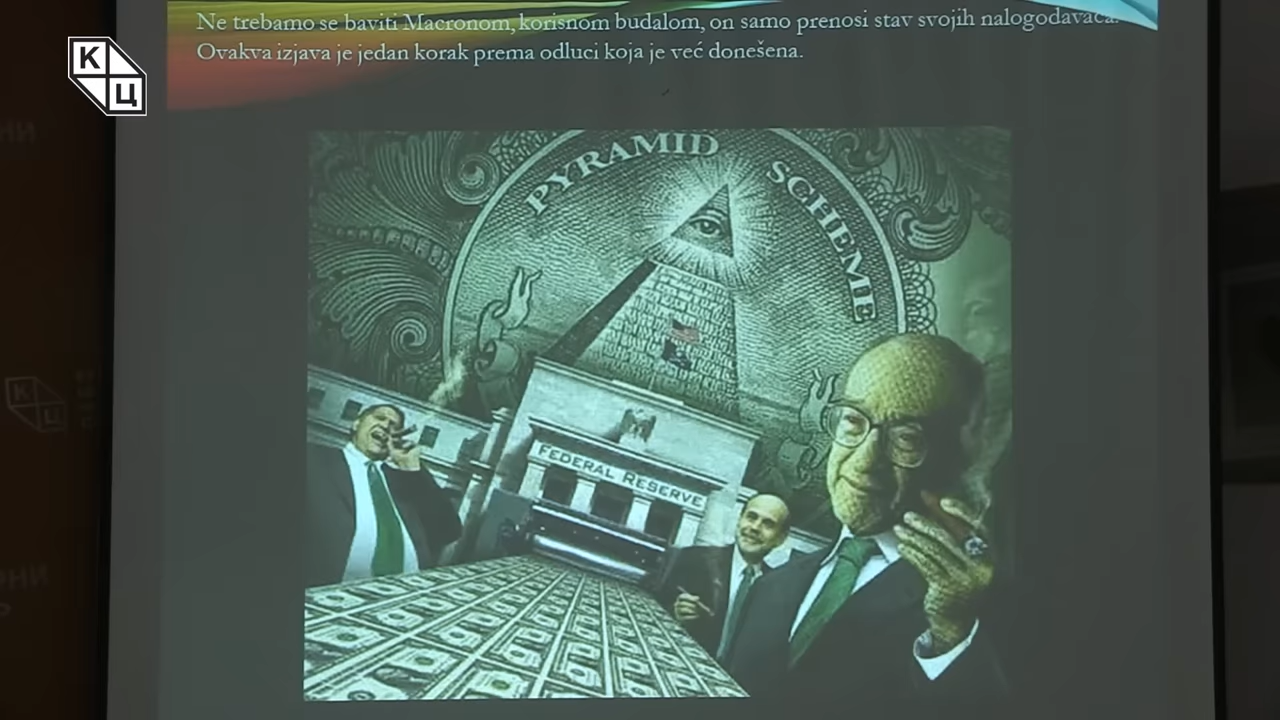 Ne trebamo se baviti Macronom, korisnom budalom, on samo prenosi stav svojih nalogodavaca.
Ovakva izjava je jedan korak prema odluci koja je već donešena.
К
Ц
PYRAMID SCHEME
FEDERAL RESERVE